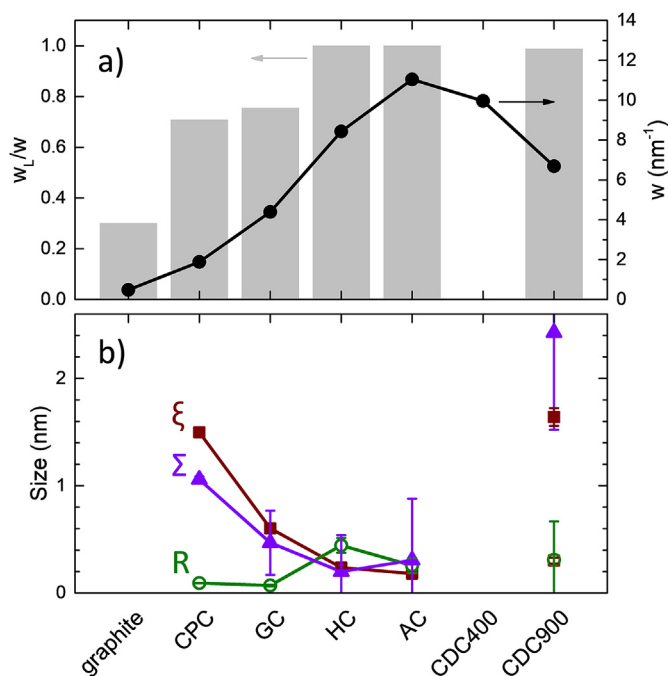 a)
1.0
0.8
0.6
0.4
0.2
0.0
w_L/w
14
12
10
8
6
4
2
0
w (nm⁻¹)
b)
2
1
0
Size (nm)
ξ
Σ
R
graphite
CPC
GC
HC
AC
CDC400
CDC900